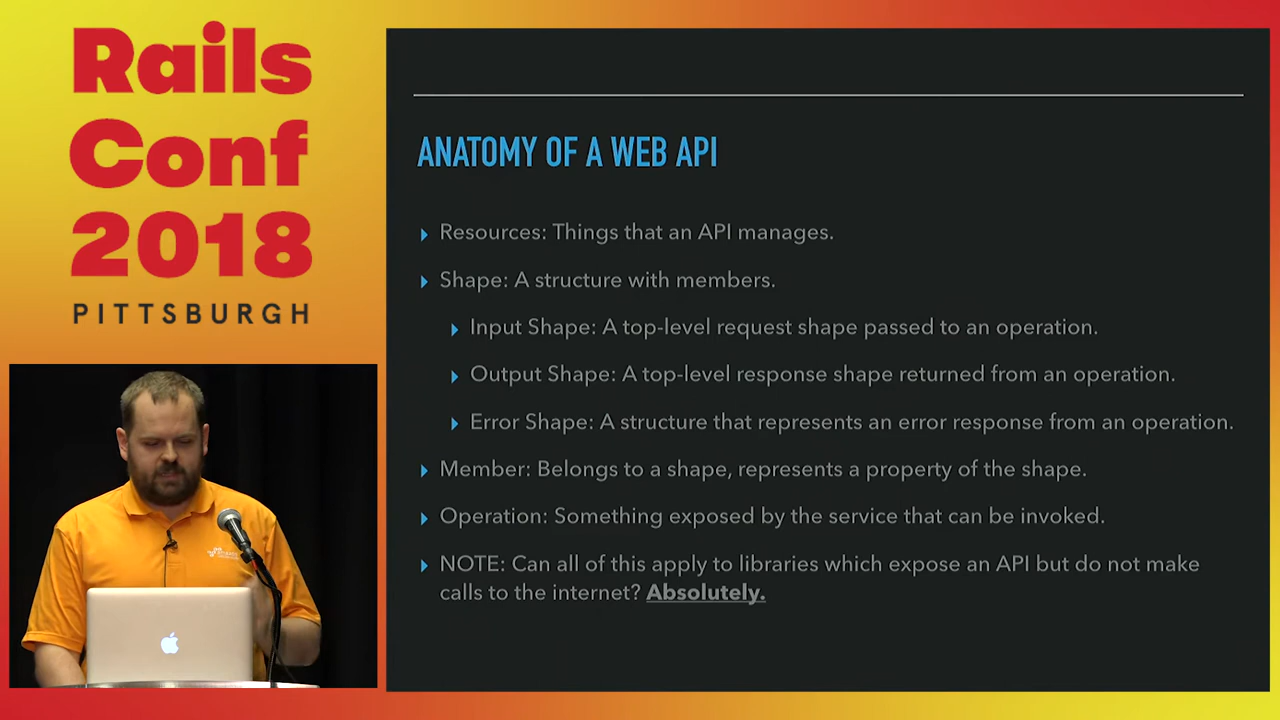 Rails
Conf
2018
PITTSBURGH
ANATOMY OF A WEB API
Resources: Things that an API manages.
Shape: A structure with members.
Input Shape: A top-level request shape passed to an operation.
Output Shape: A top-level response shape returned from an operation.
Error Shape: A structure that represents an error response from an operation.
Member: Belongs to a shape, represents a property of the shape.
Operation: Something exposed by the service that can be invoked.
NOTE: Can all of this apply to libraries which expose an API but do not make
calls to the internet? Absolutely.